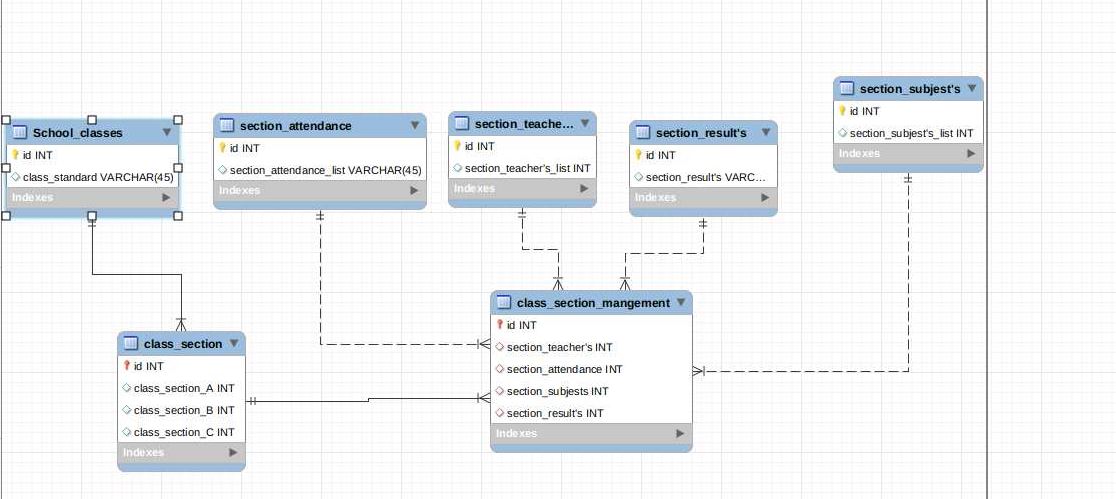 School_classes
id INT
class_standard VARCHAR(45)
Indexes
section_attendance
id INT
section_attendance_list VARCHAR(45)
Indexes
section_teache...
id INT
section_teacher's_list INT
Indexes
section_result's
id INT
section_result's VARC...
Indexes
section_subjest's
id INT
section_subjest's_list INT
Indexes
class_section
id INT
class_section_A INT
class_section_B INT
class_section_C INT
Indexes
class_section_mangement
id INT
section_teacher's INT
section_attendance INT
section_subjests INT
section_result's INT
Indexes